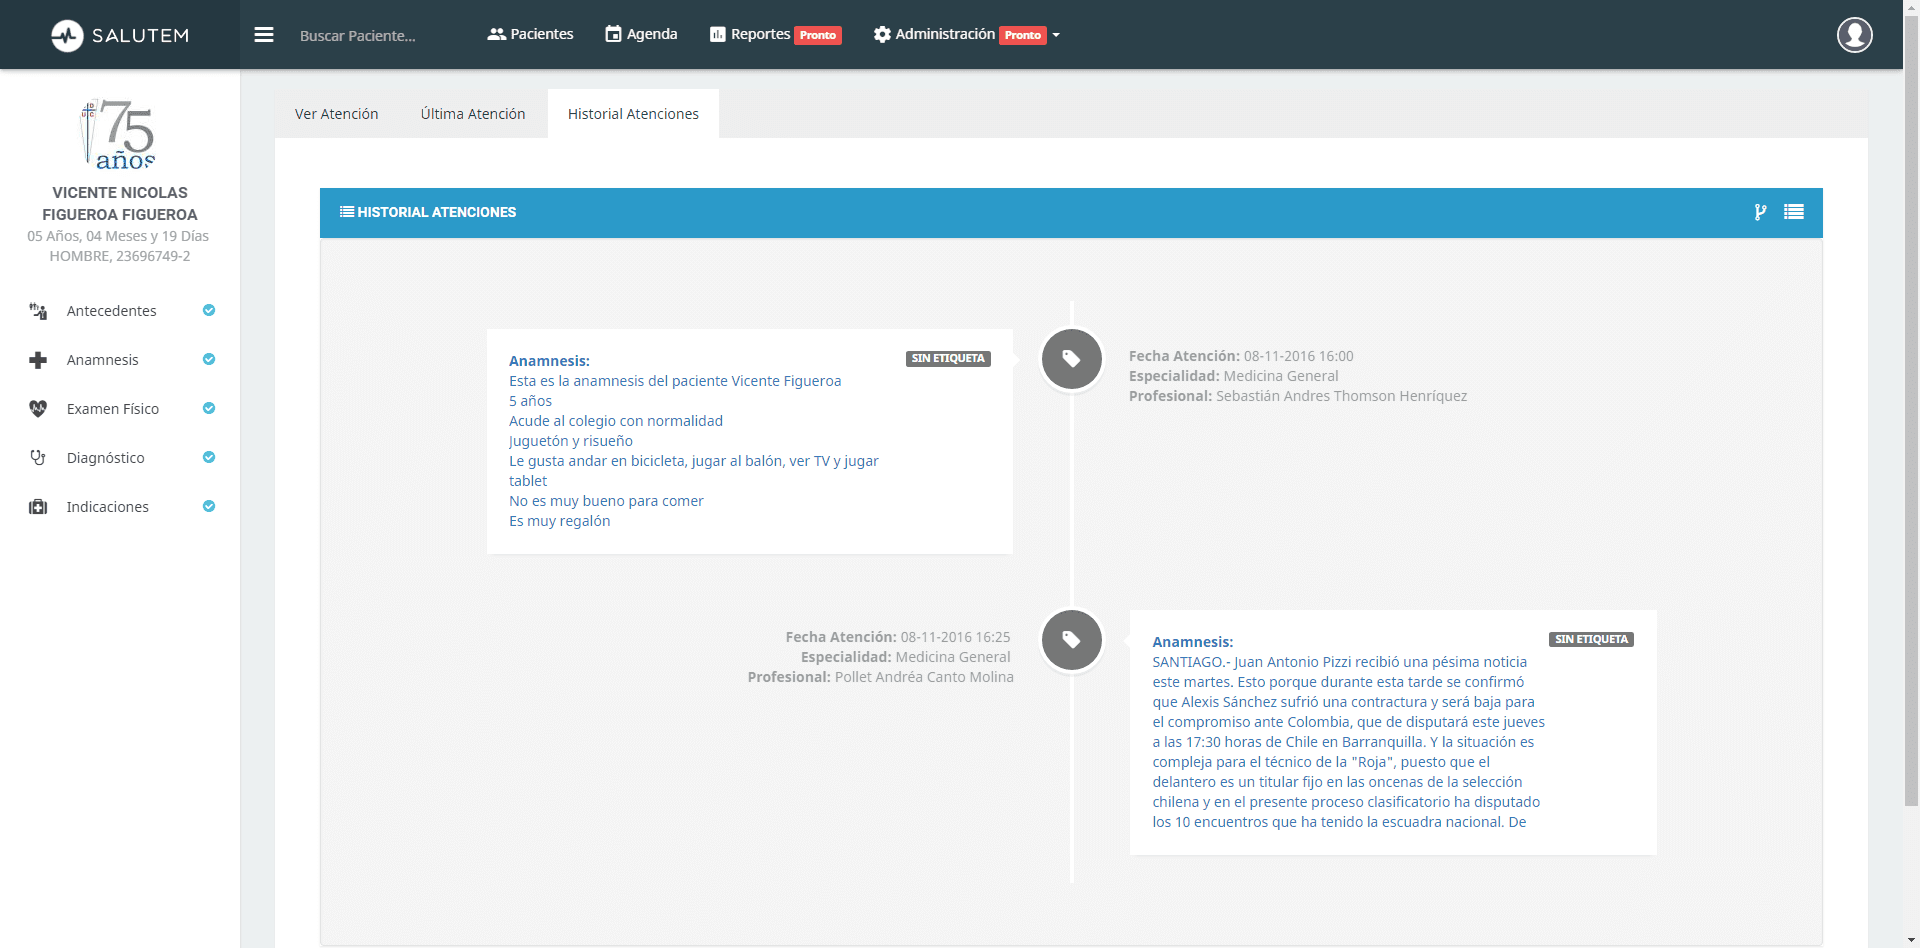 SALUTEM
Buscar Paciente...
Pacientes
Agenda
Reportes Pronto
Administración Pronto
D
U C
75
años
VICENTE NICOLAS
FIGUEROA FIGUEROA
05 Años, 04 Meses y 19 Días
HOMBRE, 23696749-2
Antecedentes
Anamnesis
Examen Físico
Diagnóstico
Indicaciones
Ver Atención
Última Atención
Historial Atenciones
HISTORIAL ATENCIONES
Anamnesis:
SIN ETIQUETA
Esta es la anamnesis del paciente Vicente Figueroa
5 años
Acude al colegio con normalidad
Juguetón y risueño
Le gusta andar en bicicleta, jugar al balón, ver TV y jugar
tablet
No es muy bueno para comer
Es muy regalón
Fecha Atención: 08-11-2016 16:00
Especialidad: Medicina General
Profesional: Sebastián Andres Thomson Henríquez
Fecha Atención: 08-11-2016 16:25
Especialidad: Medicina General
Profesional: Pollet Andréa Canto Molina
Anamnesis:
SIN ETIQUETA
SANTIAGO.- Juan Antonio Pizzi recibió una pésima noticia
este martes. Esto porque durante esta tarde se confirmó
que Alexis Sánchez sufrió una contractura y será baja para
el compromiso ante Colombia, que de disputará este jueves
a las 17:30 horas de Chile en Barranquilla. Y la situación es
compleja para el técnico de la "Roja", puesto que el
delantero es un titular fijo en las oncenas de la selección
chilena y en el presente proceso clasificatorio ha disputado
los 10 encuentros que ha tenido la escuadra nacional. De